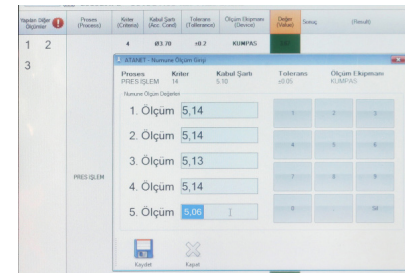 Yapılan Diğer Ölçümler
Proses (Process)
Kriter (Criteria)
Kabul Şartı (Acc. Cond)
Tolerans (Tollerance)
Ölçüm Ekipmanı (Device)
Değer (Value)
Sonuç
(Result)
1 2
4 Ø3.78 ±0.2 KUMPAS
3
ATANET - Numune Ölçüm Girişi
Proses Kriter Kabul Şartı Tolerans Ölçüm Ekipmanı
PRES İŞLEM 14 5.10 ±0.05 KUMPAS
Numune Ölçüm Değerleri
1. Ölçüm 5,14
1 2 3
2. Ölçüm 5,14
4 5 6
3. Ölçüm 5,13
PRES İŞLEM
7 8 9
4. Ölçüm 5,14
5. Ölçüm 5,06
0 Sil
Kaydet Kapat